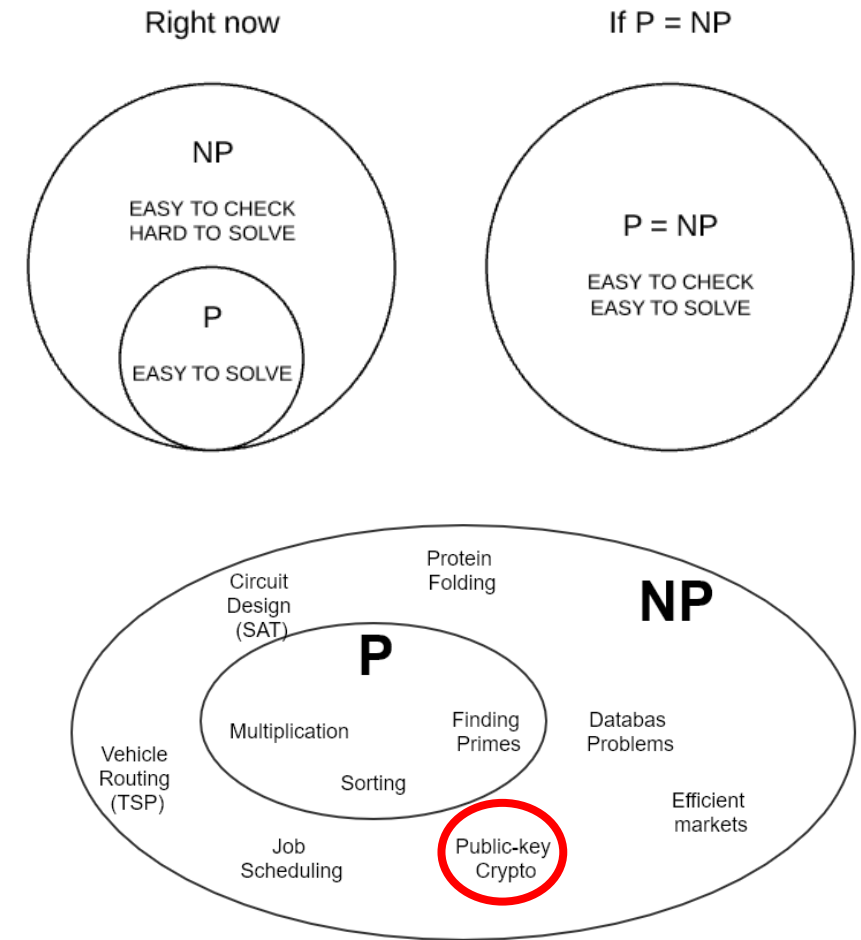 Right now
If P = NP
NP
EASY TO CHECK
HARD TO SOLVE
P
EASY TO SOLVE
P = NP
EASY TO CHECK
EASY TO SOLVE
Protein
Folding
Circuit
Design
(SAT)
NP
P
Multiplication
Finding
Primes
Databas
Problems
Sorting
Vehicle
Routing
(TSP)
Efficient
markets
Job
Scheduling
Public-key
Crypto